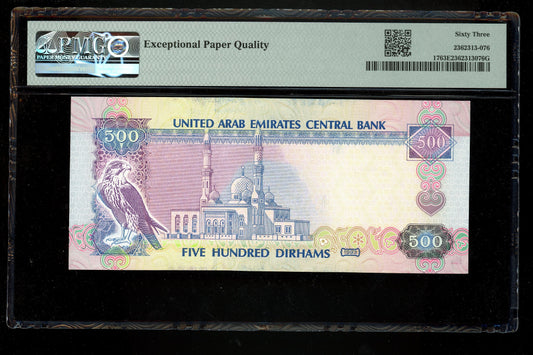 PMG
PAPER MONEY GUARANTY
Exceptional Paper Quality
Sixty Three
2362313-076
1763E2362313076G
UNITED ARAB EMIRATES CENTRAL BANK
500
500
FIVE HUNDRED DIRHAMS
500